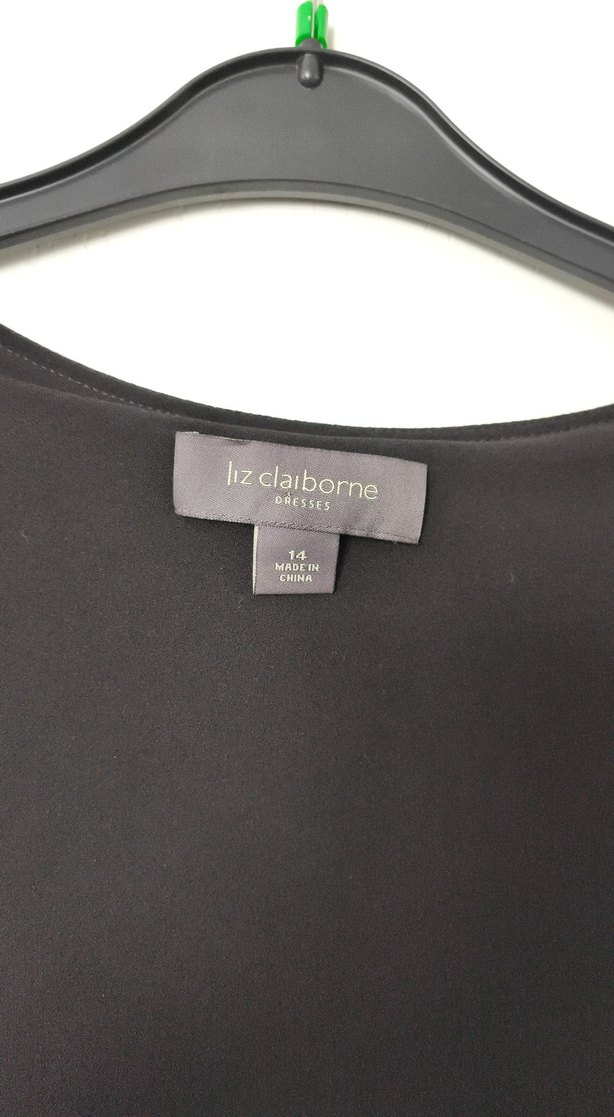 liz claiborne
DRESSES
14
MADE IN
CHINA